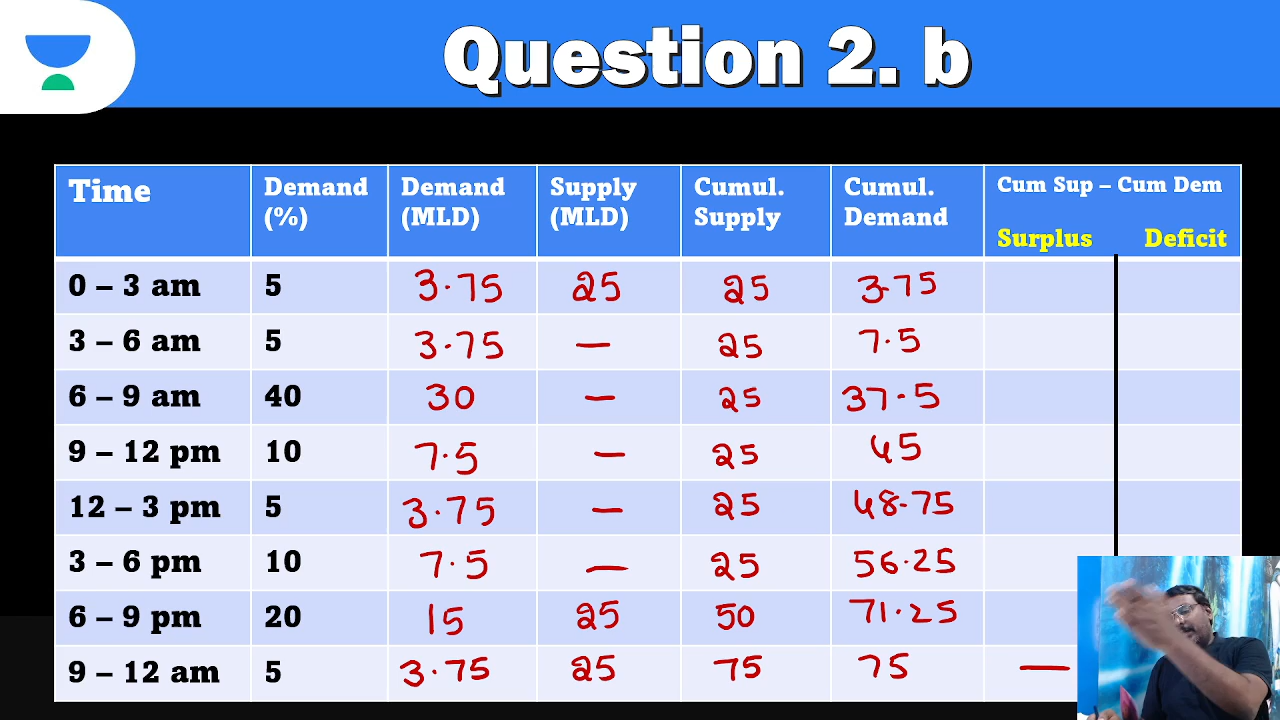 Question 2. b
Time Demand (%) Demand (MLD) Supply (MLD) Cumul. Supply Cumul. Demand Cum Sup – Cum Dem Surplus Deficit
0 – 3 am 5 3.75 25 25 3.75
3 – 6 am 5 3.75 — 25 7.5
6 – 9 am 40 30 — 25 37.5
9 – 12 pm 10 7.5 — 25 45
12 – 3 pm 5 3.75 — 25 48.75
3 – 6 pm 10 7.5 — 25 56.25
6 – 9 pm 20 15 25 50 71.25
9 – 12 am 5 3.75 25 75 75 —